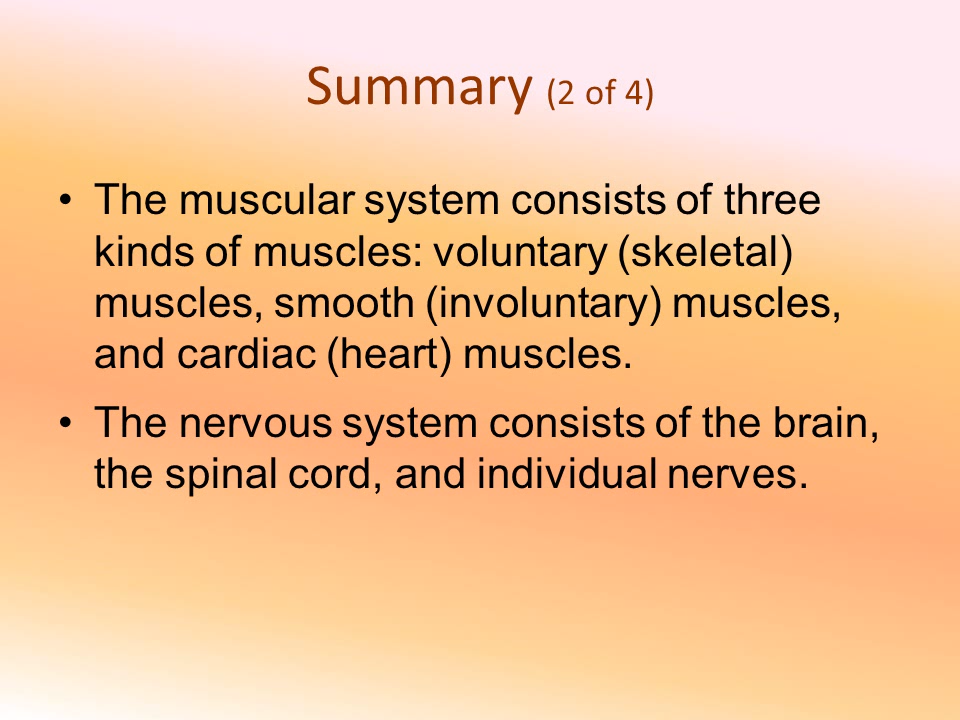 Summary (2 of 4)
• The muscular system consists of three
kinds of muscles: voluntary (skeletal)
muscles, smooth (involuntary) muscles,
and cardiac (heart) muscles.
• The nervous system consists of the brain,
the spinal cord, and individual nerves.